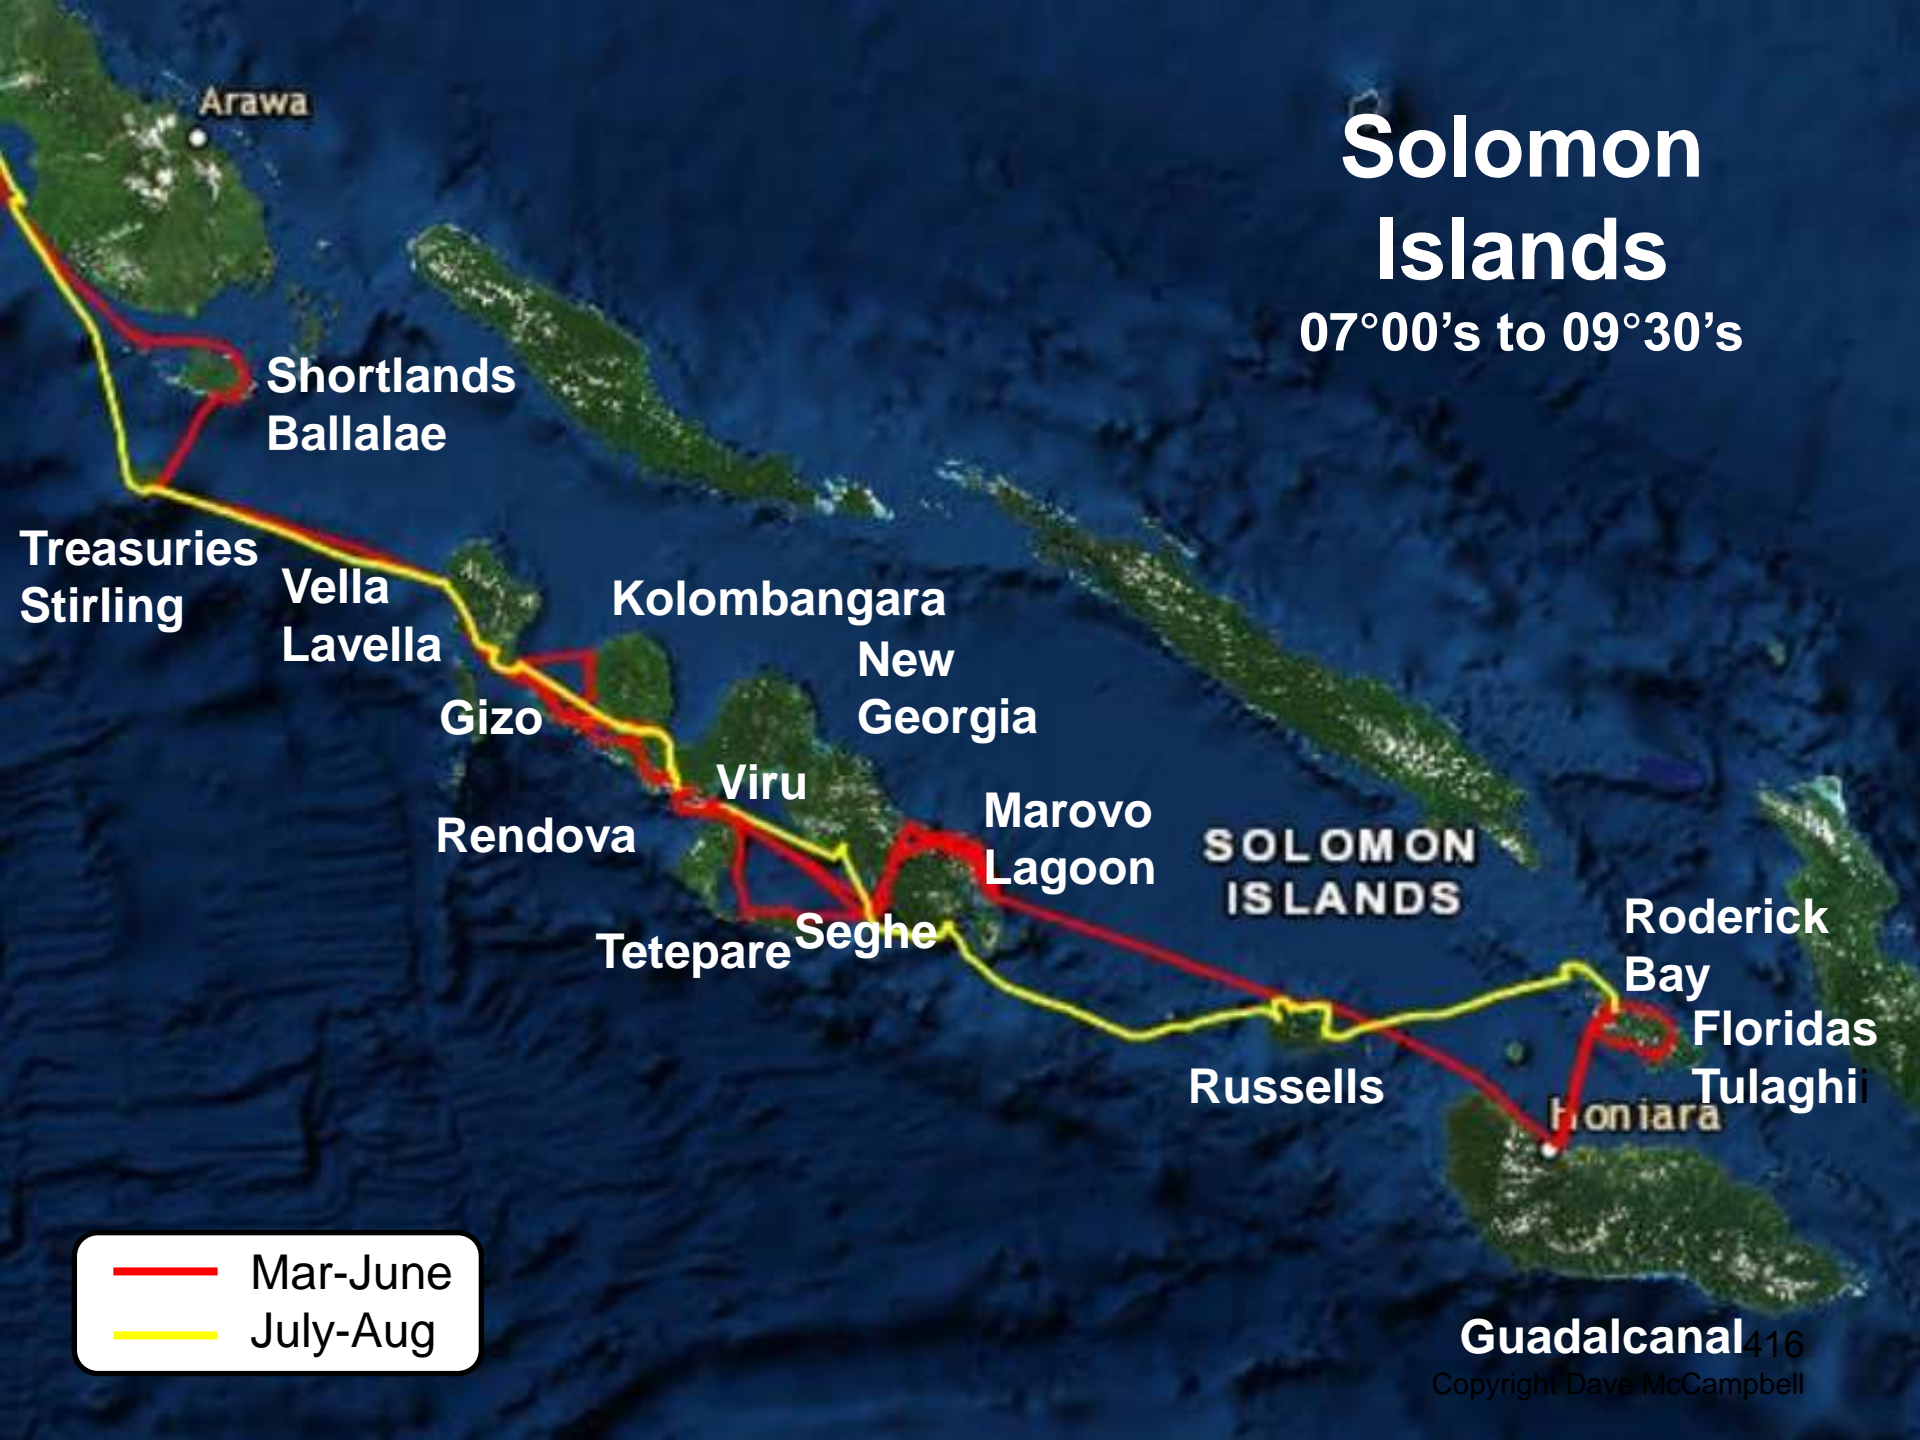 Arawa
Solomon
Islands
07°00’s to 09°30’s
Shortlands
Ballalae
Treasuries
Stirling
Vella
Lavella
Kolombangara
New
Georgia
Gizo
Viru
Rendova
Marovo
Lagoon
SOLOMON
ISLANDS
Seghe
Tetepare
Roderick
Bay
Floridas
Tulaghii
Russells
Honiara
Mar-June
July-Aug
Guadalcanal
416
Copyright Dave McCampbell